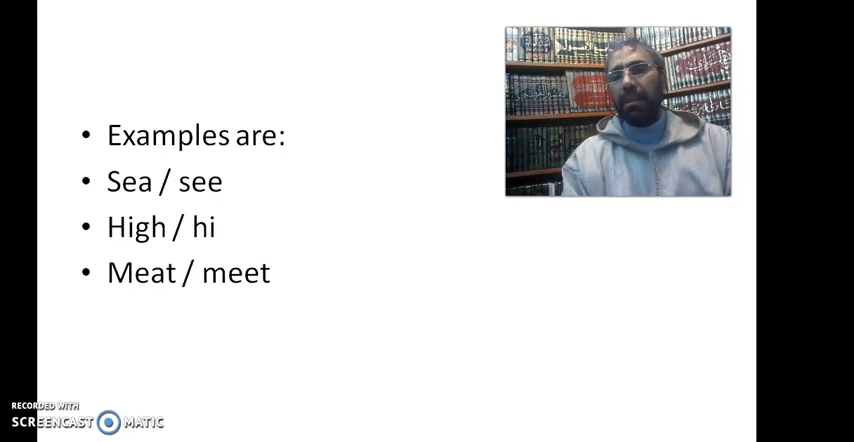 • Examples are:
• Sea / see
• High / hi
• Meat / meet
RECORDED WITH
SCREENCAST MATIC